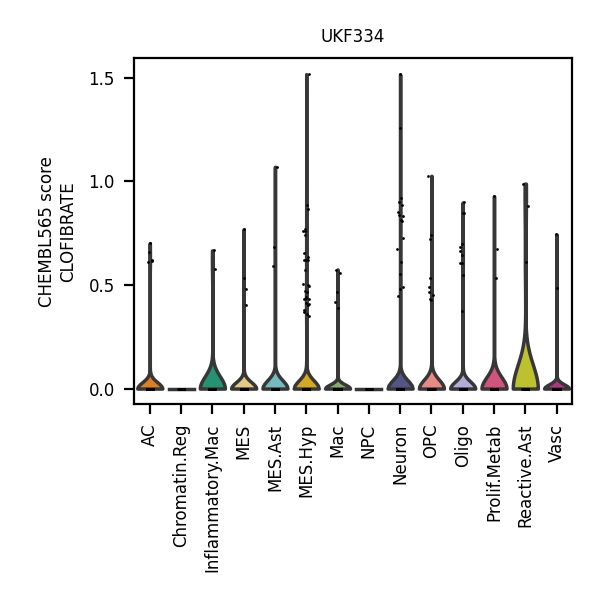 UKF334
CHEMBL565 score
CLOFIBRATE
1.5
1.0
0.5
0.0
AC
Chromatin.Reg
Inflammatory.Mac
MES
MES.Ast
MES.Hyp
Mac
NPC
Neuron
OPC
Oligo
Prolif.Metab
Reactive.Ast
Vasc